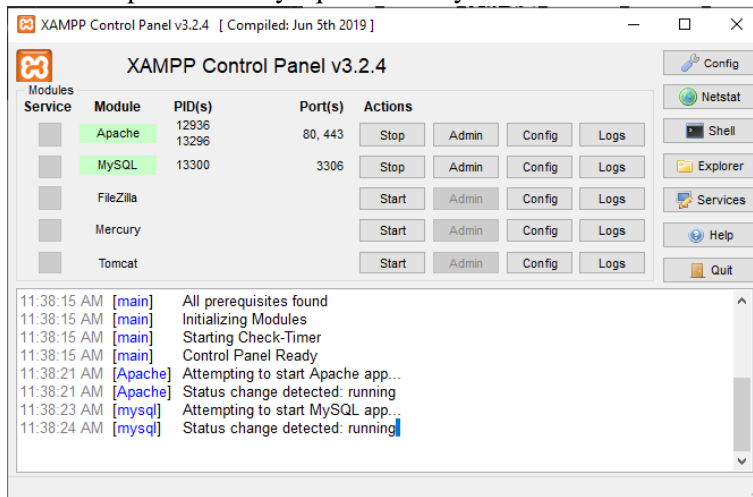 XAMPP Control Panel v3.2.4 [ Compiled: Jun 5th 2019 ]
XAMPP Control Panel v3.2.4
Config
Modules
Service Module PID(s) Port(s) Actions
Netstat
Apache 12936 13296 80, 443 Stop Admin Config Logs
Shell
MySQL 13300 3306 Stop Admin Config Logs
Explorer
FileZilla Start Admin Config Logs
Services
Mercury Start Admin Config Logs
Help
Tomcat Start Admin Config Logs
Quit
11:38:15 AM [main] All prerequisites found
11:38:15 AM [main] Initializing Modules
11:38:15 AM [main] Starting Check-Timer
11:38:15 AM [main] Control Panel Ready
11:38:21 AM [Apache] Attempting to start Apache app...
11:38:21 AM [Apache] Status change detected: running
11:38:23 AM [mysql] Attempting to start MySQL app...
11:38:24 AM [mysql] Status change detected: running